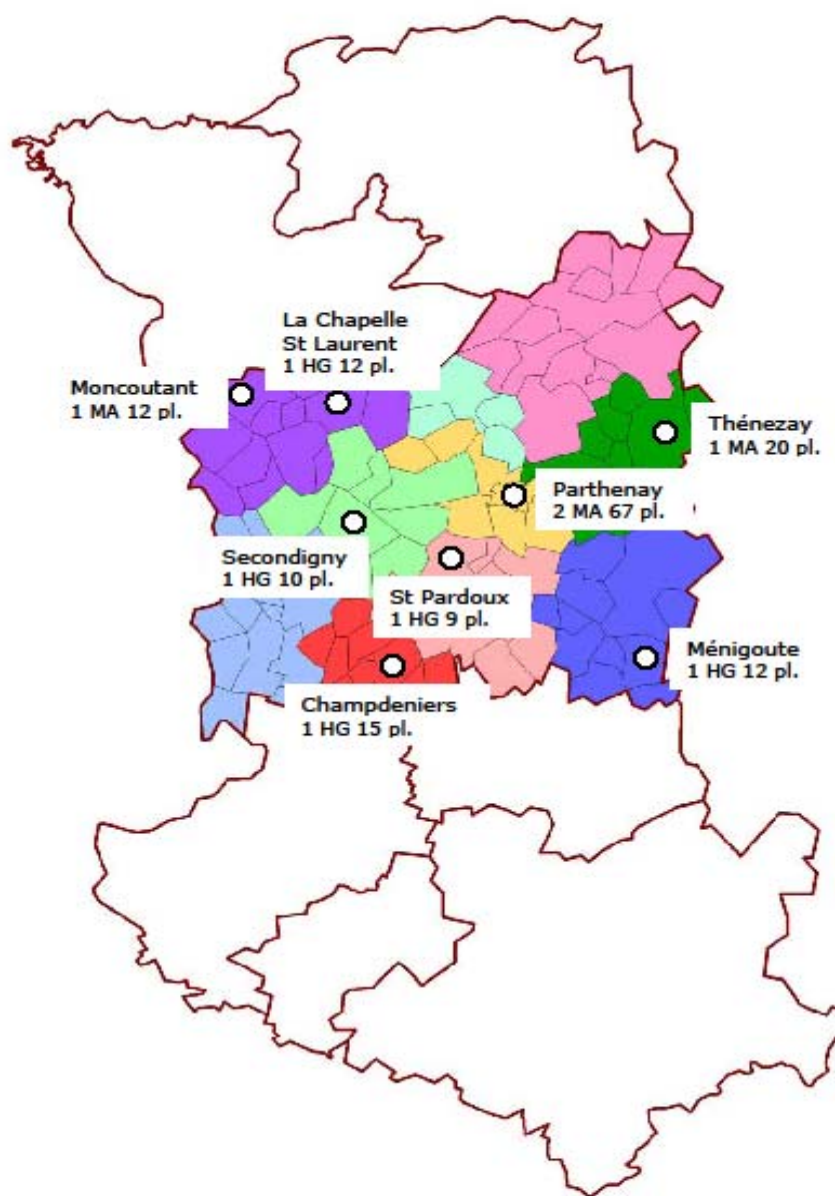 La Chapelle
St Laurent
1 HG 12 pl.
Moncoutant
1 MA 12 pl.
Thénezay
1 MA 20 pl.
Parthenay
2 MA 67 pl.
Secondigny
1 HG 10 pl.
St Pardoux
1 HG 9 pl.
Ménigoute
1 HG 12 pl.
Champdeniers
1 HG 15 pl.